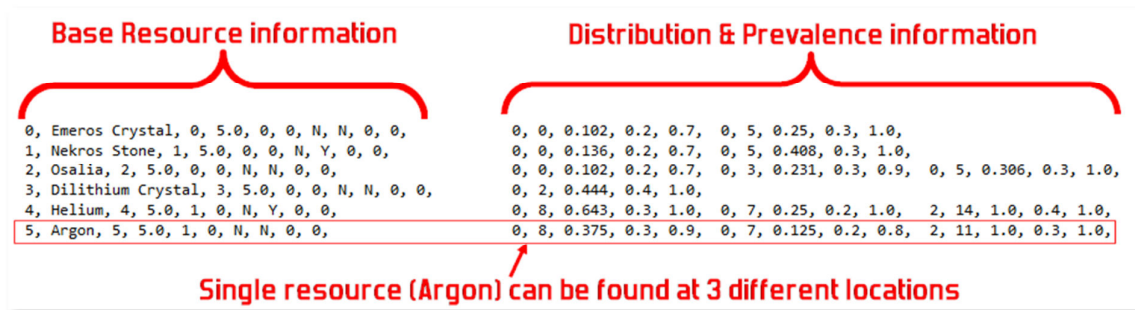 Base Resource information    Distribution & Prevalence information
0, Emeros Crystal, 0, 5.0, 0, 0, N, N, 0, 0,    0, 0, 0.102, 0.2, 0.7,  0, 5, 0.25, 0.3, 1.0,
1, Nekros Stone, 1, 5.0, 0, 0, N, Y, 0, 0,    0, 0, 0.136, 0.2, 0.7,  0, 5, 0.408, 0.3, 1.0,
2, Osalia, 2, 5.0, 0, 0, N, N, 0, 0,    0, 0, 0.102, 0.2, 0.7,  0, 3, 0.231, 0.3, 0.9,  0, 5, 0.306, 0.3, 1.0,
3, Dilithium Crystal, 3, 5.0, 0, 0, N, N, 0, 0,    0, 2, 0.444, 0.4, 1.0,
4, Helium, 4, 5.0, 1, 0, N, Y, 0, 0,    0, 8, 0.643, 0.3, 1.0,  0, 7, 0.25, 0.2, 1.0,  2, 14, 1.0, 0.4, 1.0,
5, Argon, 5, 5.0, 1, 0, N, N, 0, 0,    0, 8, 0.375, 0.3, 0.9,  0, 7, 0.125, 0.2, 0.8,  2, 11, 1.0, 0.3, 1.0,
Single resource (Argon) can be found at 3 different locations